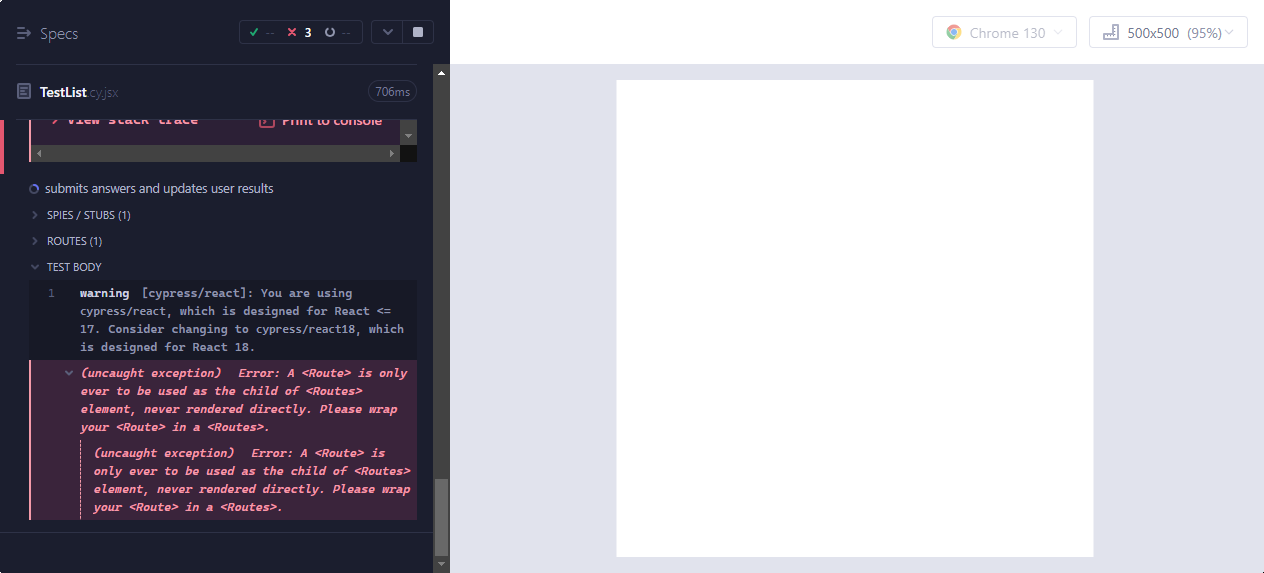 Specs
-- 3 --
Chrome 130
500x500 (95%)
TestList.cy.jsx
706ms
View stack trace
Print to console
submits answers and updates user results
SPIES / STUBS (1)
ROUTES (1)
TEST BODY
1 warning [cypress/react]: You are using
cypress/react, which is designed for React <=
17. Consider changing to cypress/react18, which
is designed for React 18.
(uncaught exception) Error: A <Route> is only
ever to be used as the child of <Routes>
element, never rendered directly. Please wrap
your <Route> in a <Routes>.
(uncaught exception) Error: A <Route> is
only ever to be used as the child of <Routes>
element, never rendered directly. Please wrap
your <Route> in a <Routes>.